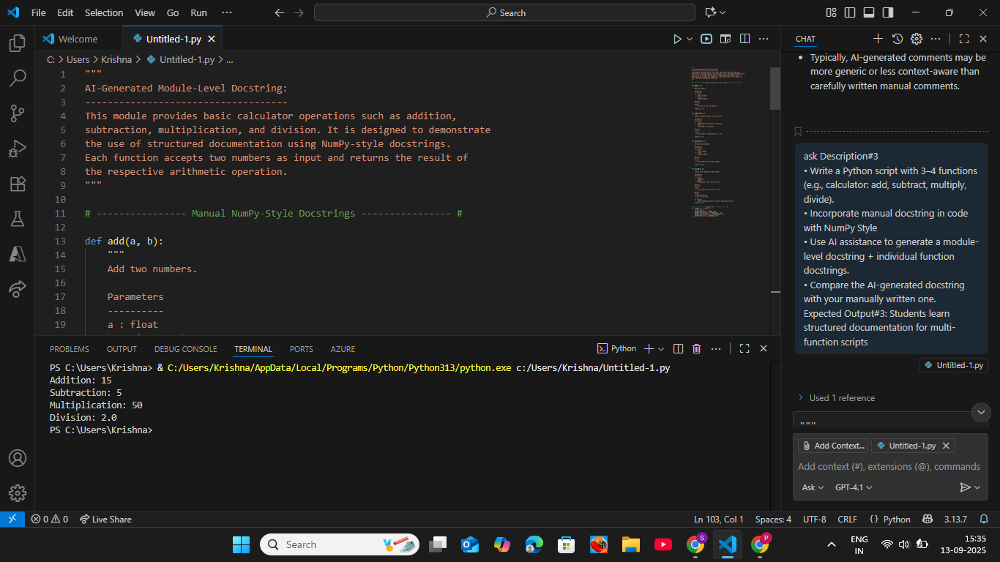 File Edit Selection View Go Run ··· Search
Welcome
Untitled-1.py
C: > Users > Krishna > Untitled-1.py > ...
1 """
2 AI-Generated Module-Level Docstring:
3 ------------------------------------
4 This module provides basic calculator operations such as addition,
5 subtraction, multiplication, and division. It is designed to demonstrate
6 the use of structured documentation using NumPy-style docstrings.
7 Each function accepts two numbers as input and returns the result of
8 the respective arithmetic operation.
9 """
10
11 # ---------------- Manual NumPy-Style Docstrings ---------------- #
12
13 def add(a, b):
14 """
15 Add two numbers.
16
17 Parameters
18 ----------
19 a : float
PROBLEMS OUTPUT DEBUG CONSOLE TERMINAL PORTS AZURE
Python
PS C:\Users\Krishna> & C:/Users/Krishna/AppData/Local/Programs/Python/Python313/python.exe c:/Users/Krishna/Untitled-1.py
Addition: 15
Subtraction: 5
Multiplication: 50
Division: 2.0
PS C:\Users\Krishna>
CHAT
• Typically, AI-generated comments may be
more generic or less context-aware than
carefully written manual comments.
ask Description#3
• Write a Python script with 3–4 functions
(e.g., calculator: add, subtract, multiply,
divide).
• Incorporate manual docstring in code
with NumPy Style
• Use AI assistance to generate a module-
level docstring + individual function
docstrings.
• Compare the AI-generated docstring
with your manually written one.
Expected Output#3: Students learn
structured documentation for multi-
function scripts
Untitled-1.py
> Used 1 reference
"""
Add Context... Untitled-1.py
Add context (#), extensions (@), commands
Ask GPT-4.1
0 0 Live Share
Ln 103, Col 1 Spaces: 4 UTF-8 CRLF {} Python 3.13.7
Search
S
P
ENG
IN
15:35
13-09-2025